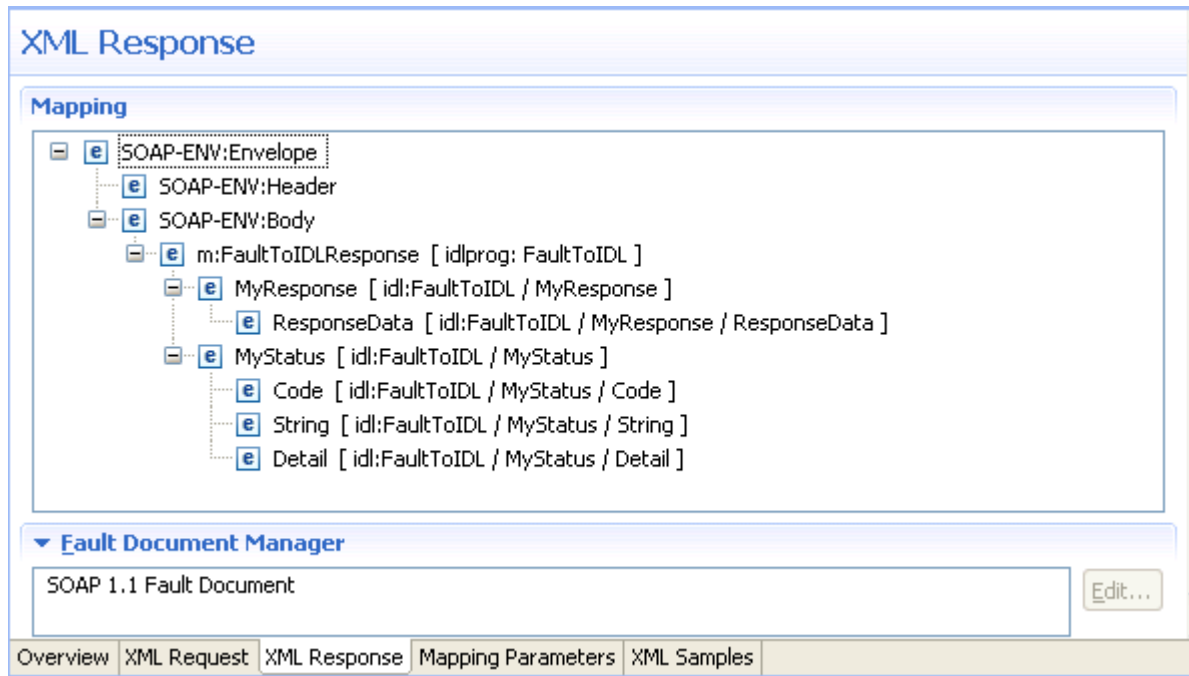 XML Response
Mapping
e SOAP-ENV:Envelope
e SOAP-ENV:Header
e SOAP-ENV:Body
e m:FaultToIDLResponse [ idlprog: FaultToIDL ]
e MyResponse [ idl:FaultToIDL / MyResponse ]
e ResponseData [ idl:FaultToIDL / MyResponse / ResponseData ]
e MyStatus [ idl:FaultToIDL / MyStatus ]
e Code [ idl:FaultToIDL / MyStatus / Code ]
e String [ idl:FaultToIDL / MyStatus / String ]
e Detail [ idl:FaultToIDL / MyStatus / Detail ]
Fault Document Manager
SOAP 1.1 Fault Document
Edit...
Overview XML Request XML Response Mapping Parameters XML Samples